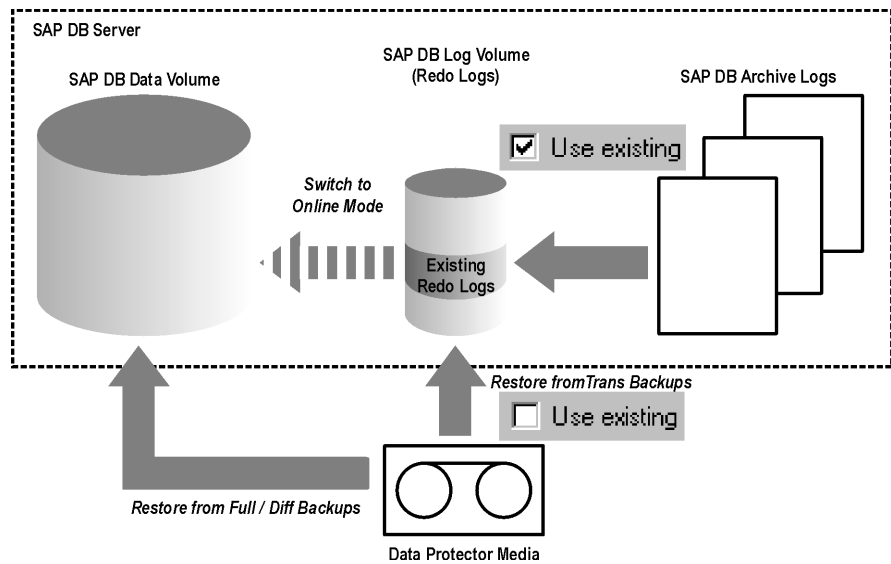 SAP DB Server
SAP DB Data Volume
SAP DB Log Volume
(Redo Logs)
SAP DB Archive Logs
Use existing
Switch to
Online Mode
Existing
Redo Logs
Restore fromTrans Backups
Use existing
Restore from Full / Diff Backups
Data Protector Media